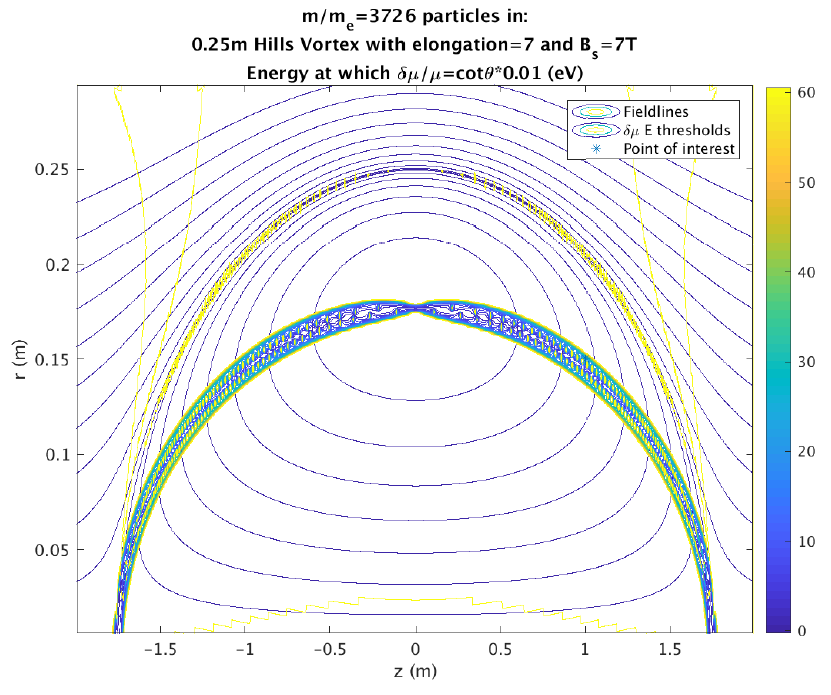 m/m_e=3726 particles in:
0.25m Hills Vortex with elongation=7 and B_s=7T
Energy at which δμ/μ=cotθ*0.01 (eV)
Fieldlines
δμ E thresholds
Point of interest
r (m)
0.25
0.2
0.15
0.1
0.05
-1.5
-1
-0.5
0
0.5
1
1.5
z (m)
60
50
40
30
20
10
0